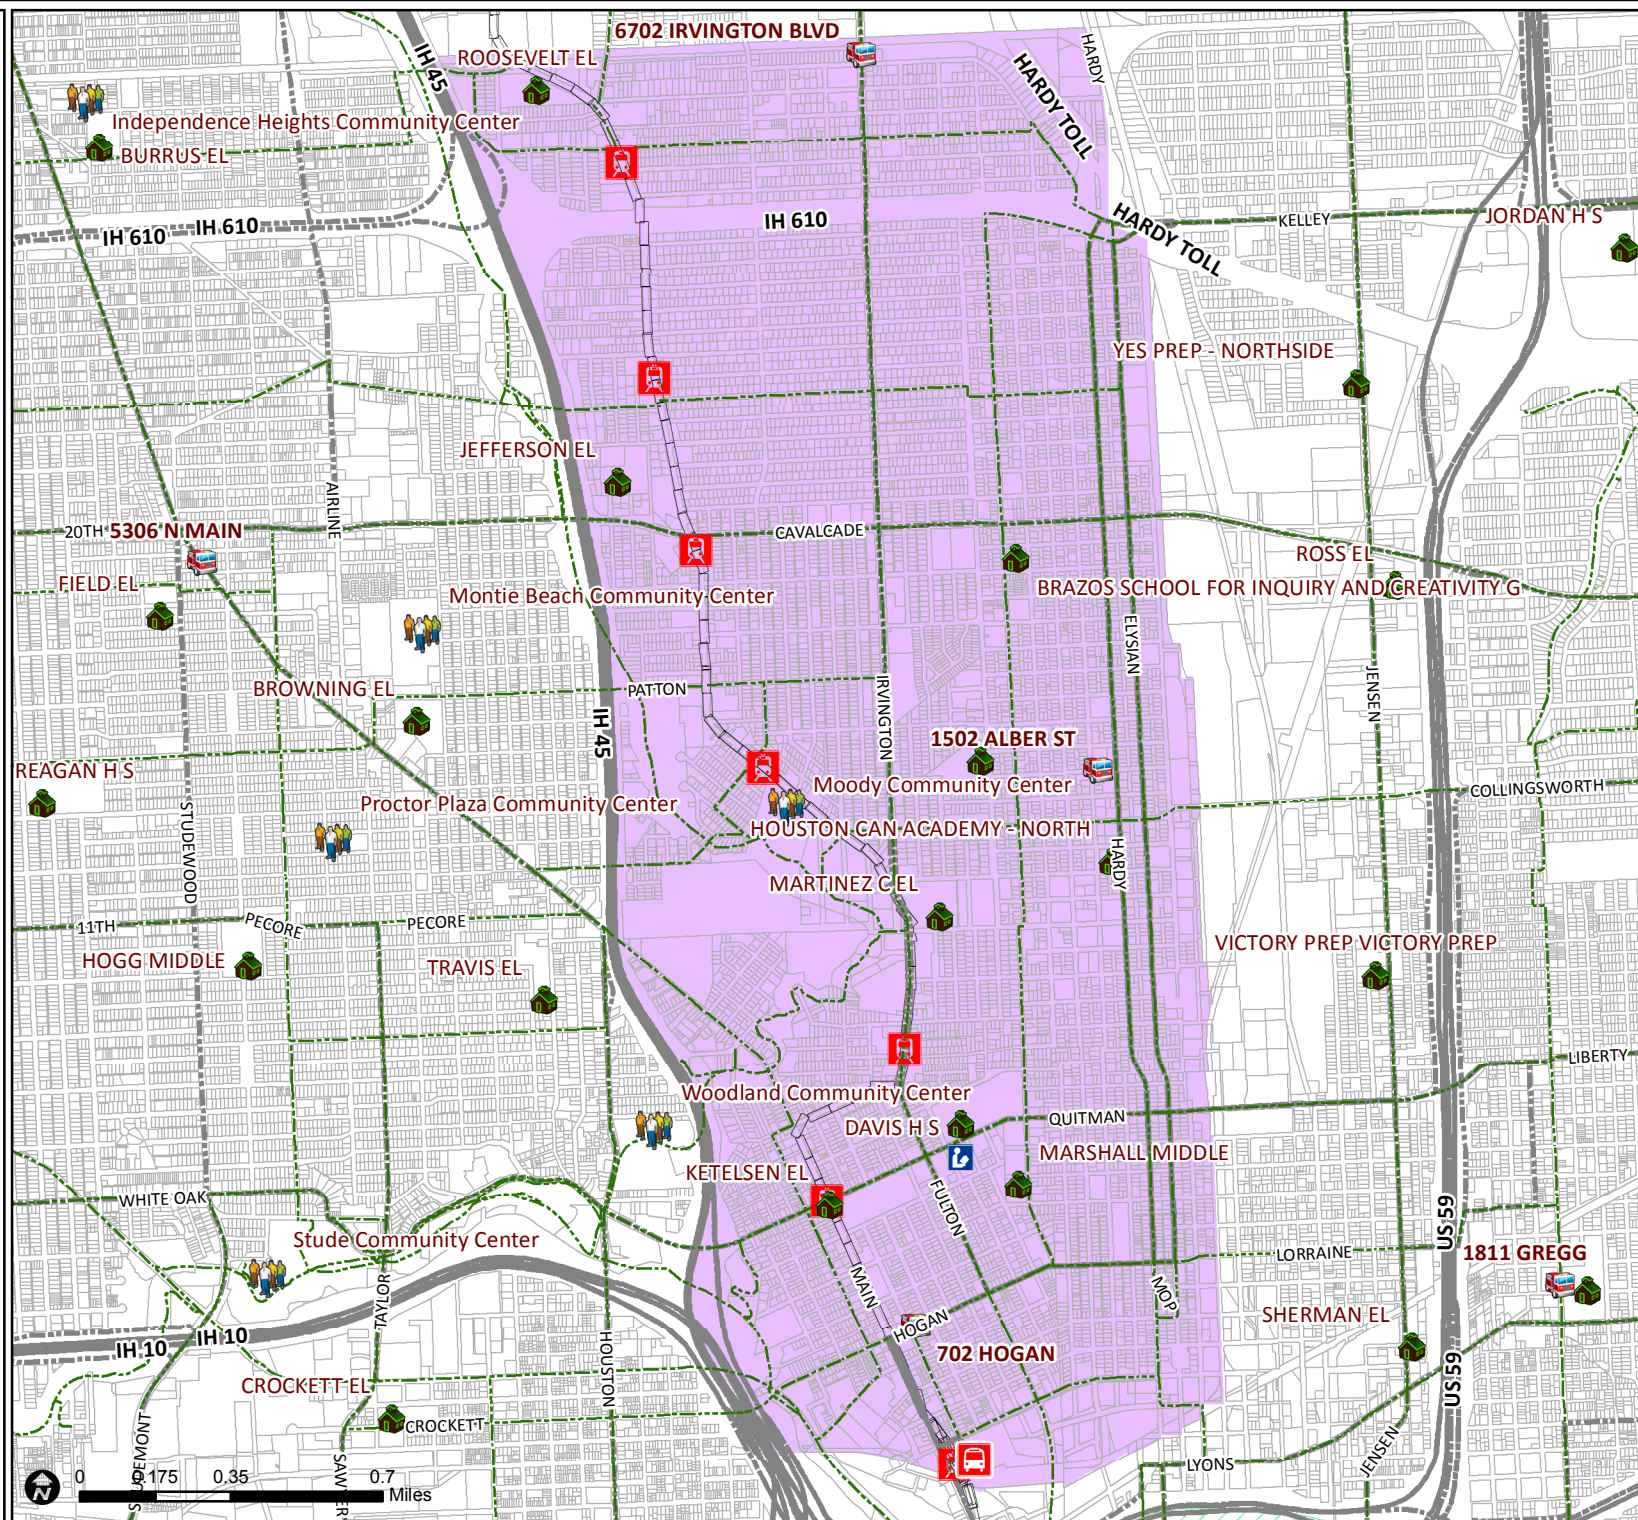 6702 IRVINGTON BLVD
HARDY
IH 45
ROOSEVELT EL
HARDY TOLL
Independence Heights Community Center
BURRUS EL
IH 610
IH 610
IH 610
HARDY TOLL
KELLEY
JORDAN H S
YES PREP - NORTHSIDE
JEFFERSON EL
AIRLINE
20TH
5306 N MAIN
CAVALCADE
ROSS EL
FIELD EL
Montie Beach Community Center
BRAZOS SCHOOL FOR INQUIRY AND CREATIVITY G
ELYSIAN
BROWNING EL
PATTON
IRVINGTON
JENSEN
IH 45
1502 ALBER ST
REAGAN H S
Moody Community Center
COLLINGSWORTH
Proctor Plaza Community Center
STUDEWOOD
HOUSTON CAN ACADEMY - NORTH
HARDY
MARTINEZ C EL
11TH
PECORE
PECORE
HOGG MIDDLE
TRAVIS EL
VICTORY PREP VICTORY PREP
LIBERTY
Woodland Community Center
DAVIS H S
QUITMAN
MARSHALL MIDDLE
KETELSEN EL
WHITE OAK
FULTON
US 59
Stude Community Center
LORRAINE
1811 GREGG
MAIN
MOP
TAYLOR
SHERMAN EL
HOGAN
IH 10
IH 10
702 HOGAN
HOUSTON
CROCKETT EL
US 59
CROCKETT
STUDEMONT
SAWYER
JENSEN
LYONS
N
0 0.175 0.35 0.7
Miles